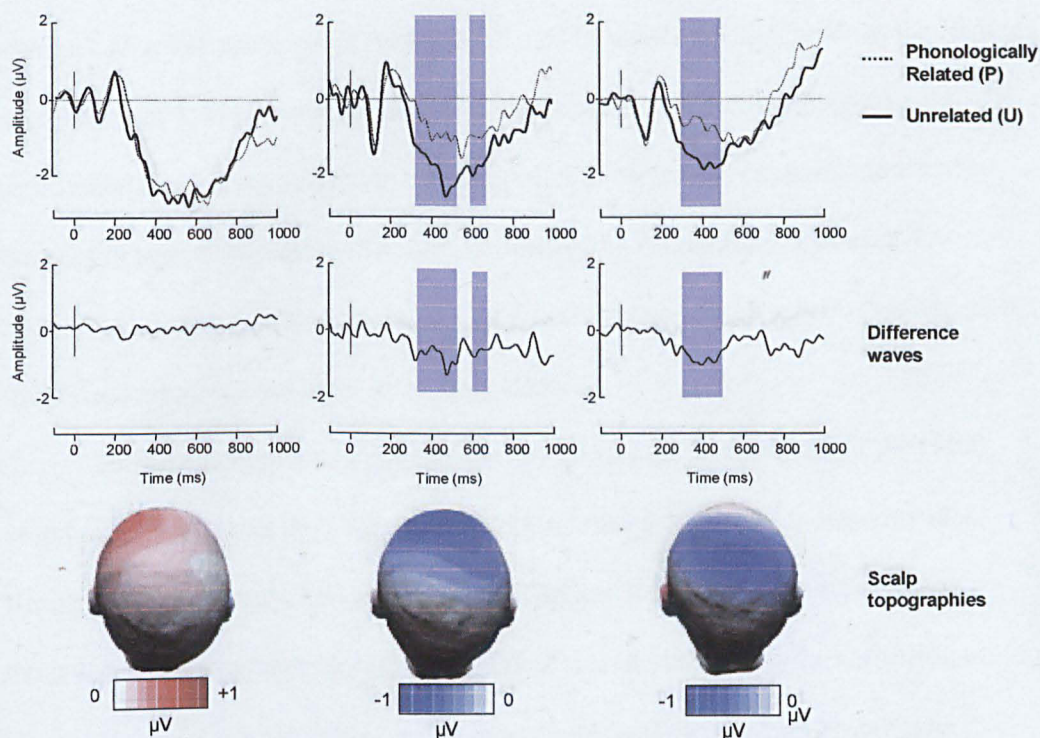 2
0
-2
Amplitude (µV)
0 200 400 600 800 1000
2
0
-2
0 200 400 600 800 1000
2
0
-2
0 200 400 600 800 1000
Phonologically
Related (P)
Unrelated (U)
2
0
-2
Amplitude (µV)
0 200 400 600 800 1000
Time (ms)
2
0
-2
0 200 400 600 800 1000
Time (ms)
2
0
-2
0 200 400 600 800 1000
Time (ms)
Difference
waves
0 +1
µV
-1 0
µV
-1 0
µV
µV
Scalp
topographies